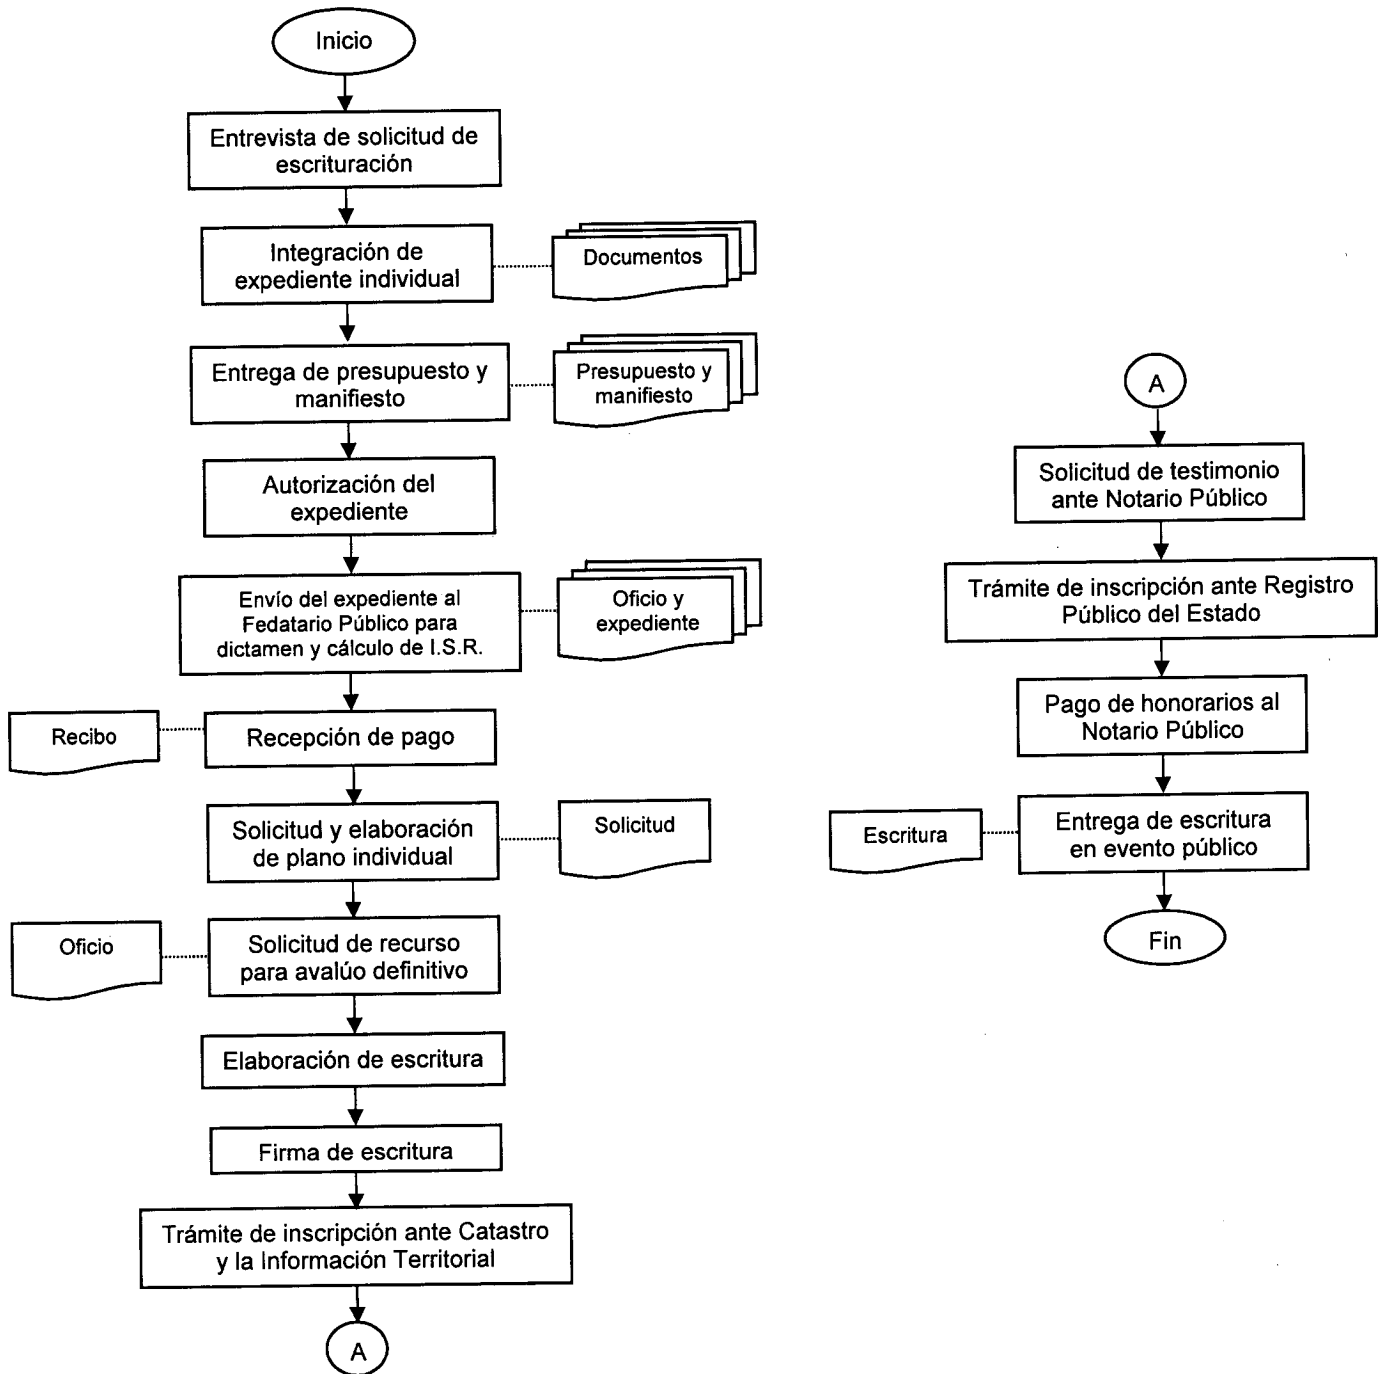 Inicio
Entrevista de solicitud de
escrituración
Integración de
expediente individual
Documentos
Entrega de presupuesto y
manifiesto
Presupuesto y
manifiesto
Autorización del
expediente
Envío del expediente al
Fedatario Público para
dictamen y cálculo de I.S.R.
Oficio y
expediente
Recibo
Recepción de pago
Solicitud y elaboración
de plano individual
Solicitud
Oficio
Solicitud de recurso
para avalúo definitivo
Elaboración de escritura
Firma de escritura
Trámite de inscripción ante Catastro
y la Información Territorial
A
A
Solicitud de testimonio
ante Notario Público
Trámite de inscripción ante Registro
Público del Estado
Pago de honorarios al
Notario Público
Escritura
Entrega de escritura
en evento público
Fin